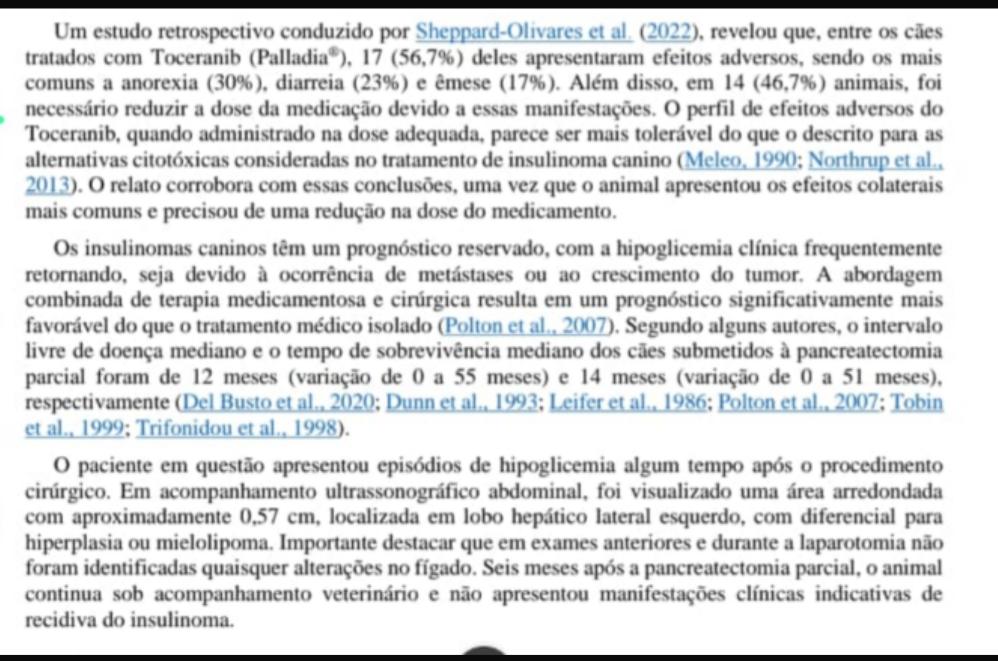 Um estudo retrospectivo conduzido por Sheppard-Olivares et al. (2022), revelou que, entre os cães
tratados com Toceranib (Palladia®), 17 (56,7%) deles apresentaram efeitos adversos, sendo os mais
comuns a anorexia (30%), diarreia (23%) e êmese (17%). Além disso, em 14 (46,7%) animais, foi
necessário reduzir a dose da medicação devido a essas manifestações. O perfil de efeitos adversos do
Toceranib, quando administrado na dose adequada, parece ser mais tolerável do que o descrito para as
alternativas citotóxicas consideradas no tratamento de insulinoma canino (Meleo, 1990; Northrup et al.,
2013). O relato corrobora com essas conclusões, uma vez que o animal apresentou os efeitos colaterais
mais comuns e precisou de uma redução na dose do medicamento.
Os insulinomas caninos têm um prognóstico reservado, com a hipoglicemia clínica frequentemente
retornando, seja devido à ocorrência de metástases ou ao crescimento do tumor. A abordagem
combinada de terapia medicamentosa e cirúrgica resulta em um prognóstico significativamente mais
favorável do que o tratamento médico isolado (Polton et al., 2007). Segundo alguns autores, o intervalo
livre de doença mediano e o tempo de sobrevivência mediano dos cães submetidos à pancreatectomia
parcial foram de 12 meses (variação de 0 a 55 meses) e 14 meses (variação de 0 a 51 meses),
respectivamente (Del Busto et al., 2020; Dunn et al., 1993; Leifer et al., 1986; Polton et al., 2007; Tobin
et al., 1999; Trifonidou et al., 1998).
O paciente em questão apresentou episódios de hipoglicemia algum tempo após o procedimento
cirúrgico. Em acompanhamento ultrassonográfico abdominal, foi visualizado uma área arredondada
com aproximadamente 0,57 cm, localizada em lobo hepático lateral esquerdo, com diferencial para
hiperplasia ou mielolipoma. Importante destacar que em exames anteriores e durante a laparotomia não
foram identificadas quaisquer alterações no fígado. Seis meses após a pancreatectomia parcial, o animal
continua sob acompanhamento veterinário e não apresentou manifestações clínicas indicativas de
recidiva do insulinoma.